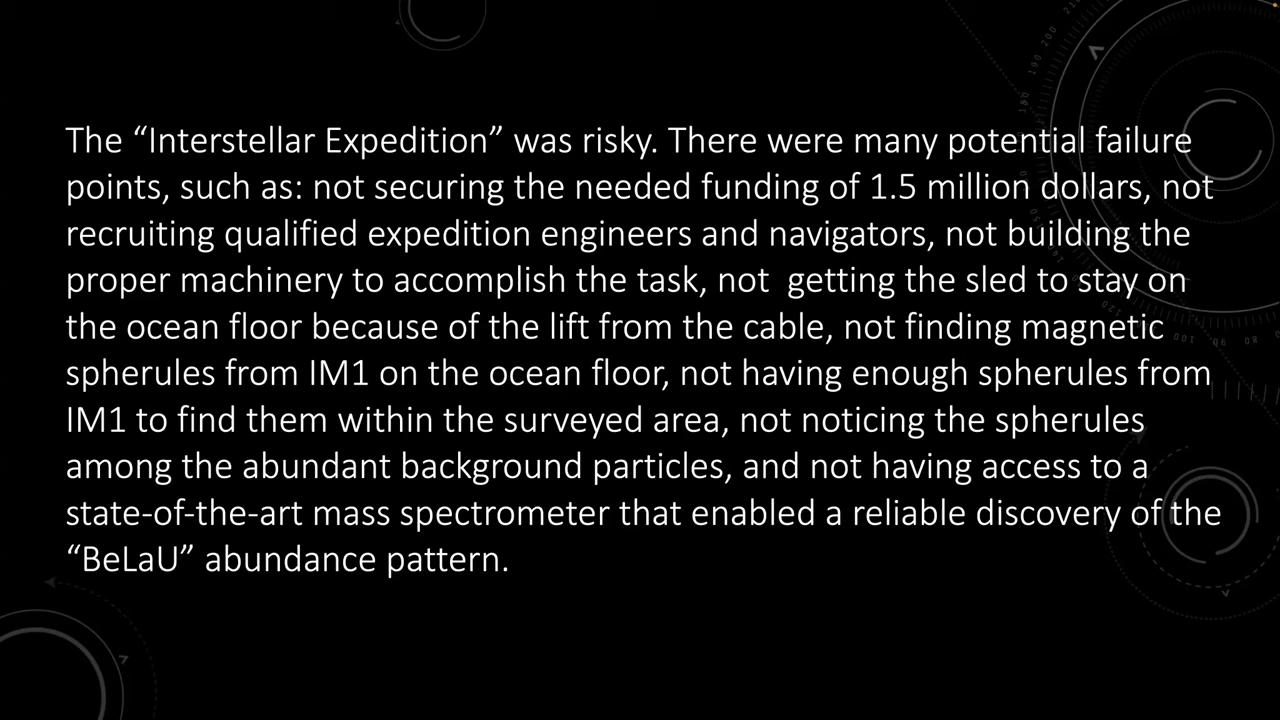 The “Interstellar Expedition” was risky. There were many potential failure
points, such as: not securing the needed funding of 1.5 million dollars, not
recruiting qualified expedition engineers and navigators, not building the
proper machinery to accomplish the task, not  getting the sled to stay on
the ocean floor because of the lift from the cable, not finding magnetic
spherules from IM1 on the ocean floor, not having enough spherules from
IM1 to find them within the surveyed area, not noticing the spherules
among the abundant background particles, and not having access to a
state-of-the-art mass spectrometer that enabled a reliable discovery of the
“BeLaU” abundance pattern.